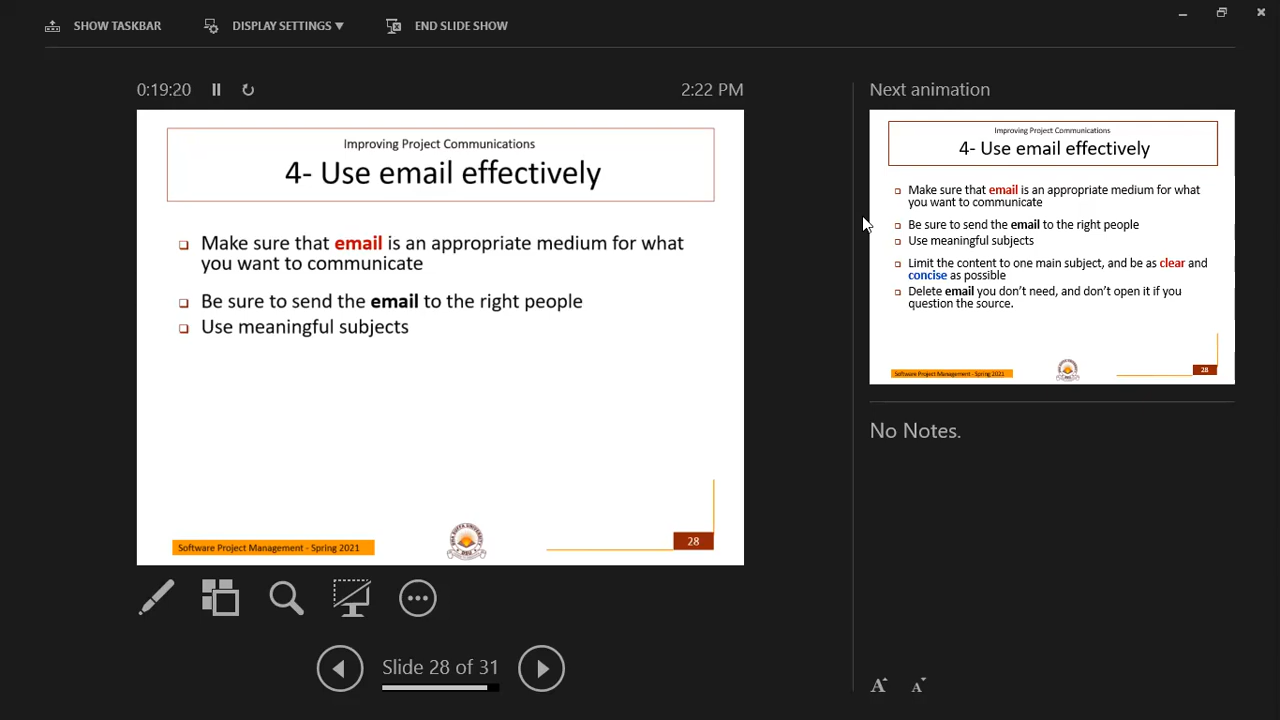 SHOW TASKBAR
DISPLAY SETTINGS ▼
END SLIDE SHOW
0:19:20
2:22 PM
Improving Project Communications
4- Use email effectively
Make sure that email is an appropriate medium for what
you want to communicate
Be sure to send the email to the right people
Use meaningful subjects
Software Project Management - Spring 2021
28
Slide 28 of 31
Next animation
Improving Project Communications
4- Use email effectively
Make sure that email is an appropriate medium for what
you want to communicate
Be sure to send the email to the right people
Use meaningful subjects
Limit the content to one main subject, and be as clear and
concise as possible
Delete email you don't need, and don't open it if you
question the source.
Software Project Management - Spring 2021
28
No Notes.
A A